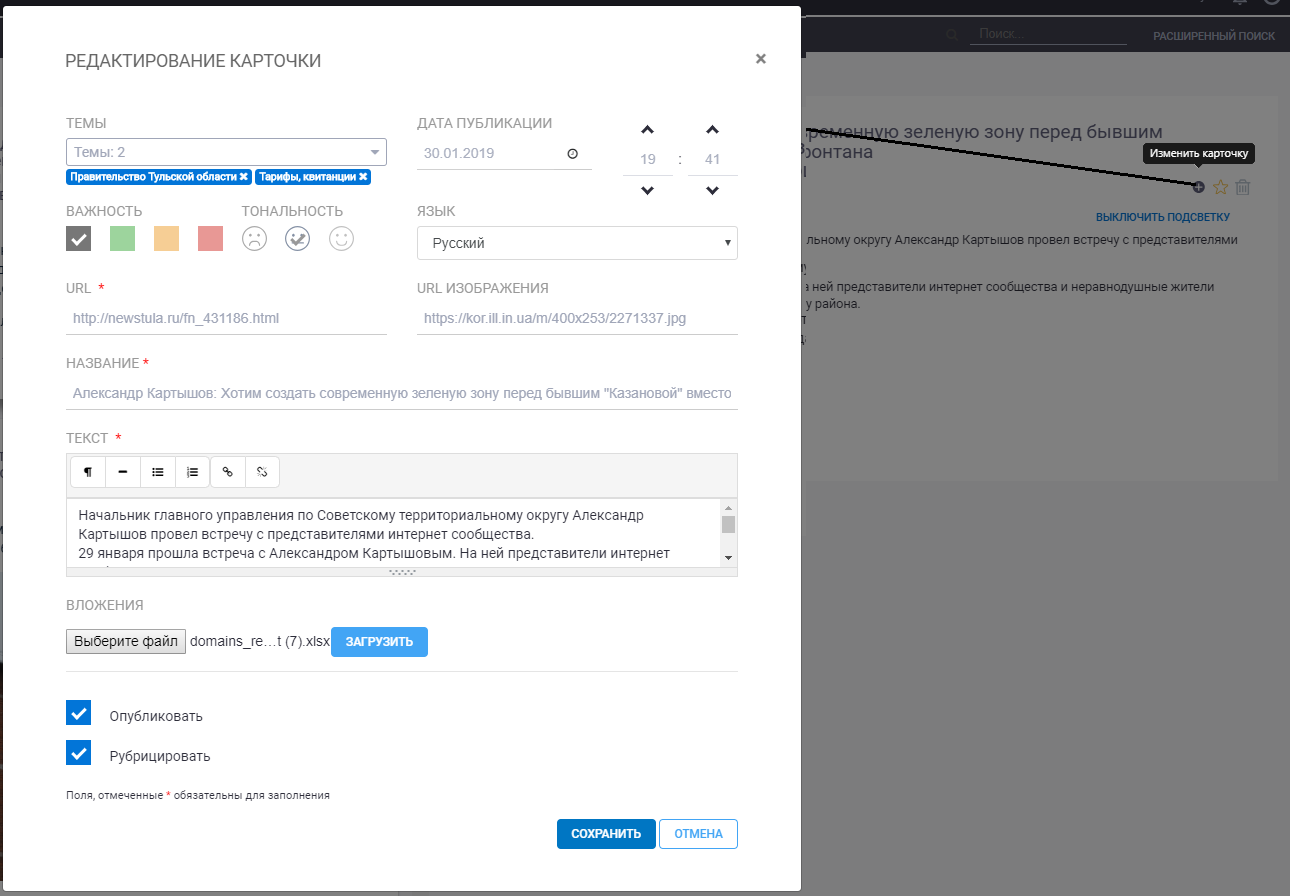 РЕДАКТИРОВАНИЕ КАРТОЧКИ
×
ТЕМЫ
Темы: 2
Правительство Тульской области ✖ Тарифы, квитанции ✖
ДАТА ПУБЛИКАЦИИ
30.01.2019
19 : 41
ВАЖНОСТЬ
ТОНАЛЬНОСТЬ
ЯЗЫК
Русский
URL *
http://newstula.ru/fn_431186.html
URL ИЗОБРАЖЕНИЯ
https://kor.ill.in.ua/m/400x253/2271337.jpg
НАЗВАНИЕ *
Александр Картышов: Хотим создать современную зеленую зону перед бывшим "Казановой" вместо
ТЕКСТ *
Начальник главного управления по Советскому территориальному округу Александр
Картышов провел встречу с представителями интернет сообщества.
29 января прошла встреча с Александром Картышовым. На ней представители интернет
ВЛОЖЕНИЯ
Выберите файл domains_re…t (7).xlsx ЗАГРУЗИТЬ
Опубликовать
Рубрицировать
Поля, отмеченные * обязательны для заполнения
СОХРАНИТЬ ОТМЕНА
Поиск...
РАСШИРЕННЫЙ ПОИСК
временную зеленую зону перед бывшим
фонтана
Изменить карточку
ВЫКЛЮЧИТЬ ПОДСВЕТКУ
льному округу Александр Картышов провел встречу с представителями
а ней представители интернет сообщества и неравнодушные жители
у района.